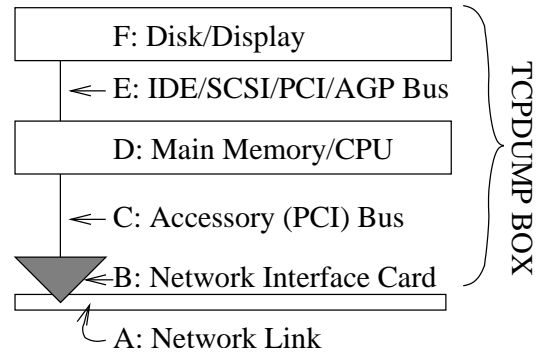 F: Disk/Display
E: IDE/SCSI/PCI/AGP Bus
D: Main Memory/CPU
C: Accessory (PCI) Bus
B: Network Interface Card
A: Network Link
TCPDUMP BOX